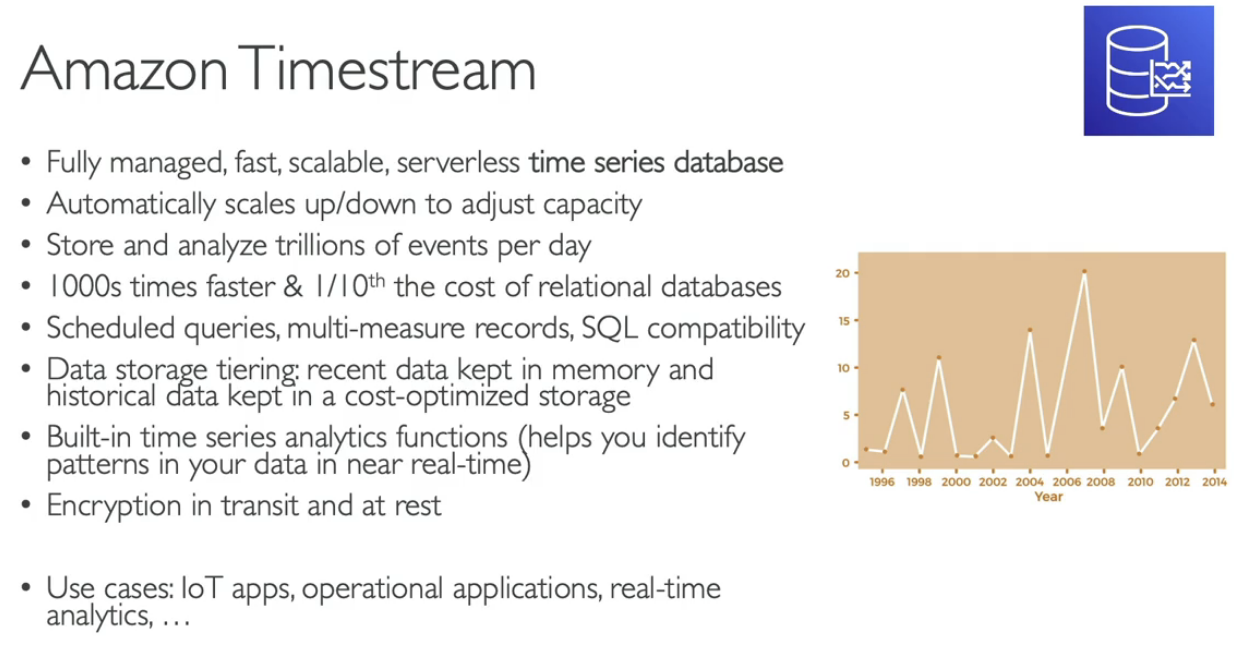 Amazon Timestream
• Fully managed, fast, scalable, serverless time series database
• Automatically scales up/down to adjust capacity
• Store and analyze trillions of events per day
• 1000s times faster & 1/10th the cost of relational databases
• Scheduled queries, multi-measure records, SQL compatibility
• Data storage tiering: recent data kept in memory and
historical data kept in a cost-optimized storage
• Built-in time series analytics functions (helps you identify
patterns in your data in near real-time)
• Encryption in transit and at rest
• Use cases: IoT apps, operational applications, real-time
analytics, …
20
15
10
5
0
1996 1998 2000 2002 2004 2006 2008 2010 2012 2014
Year